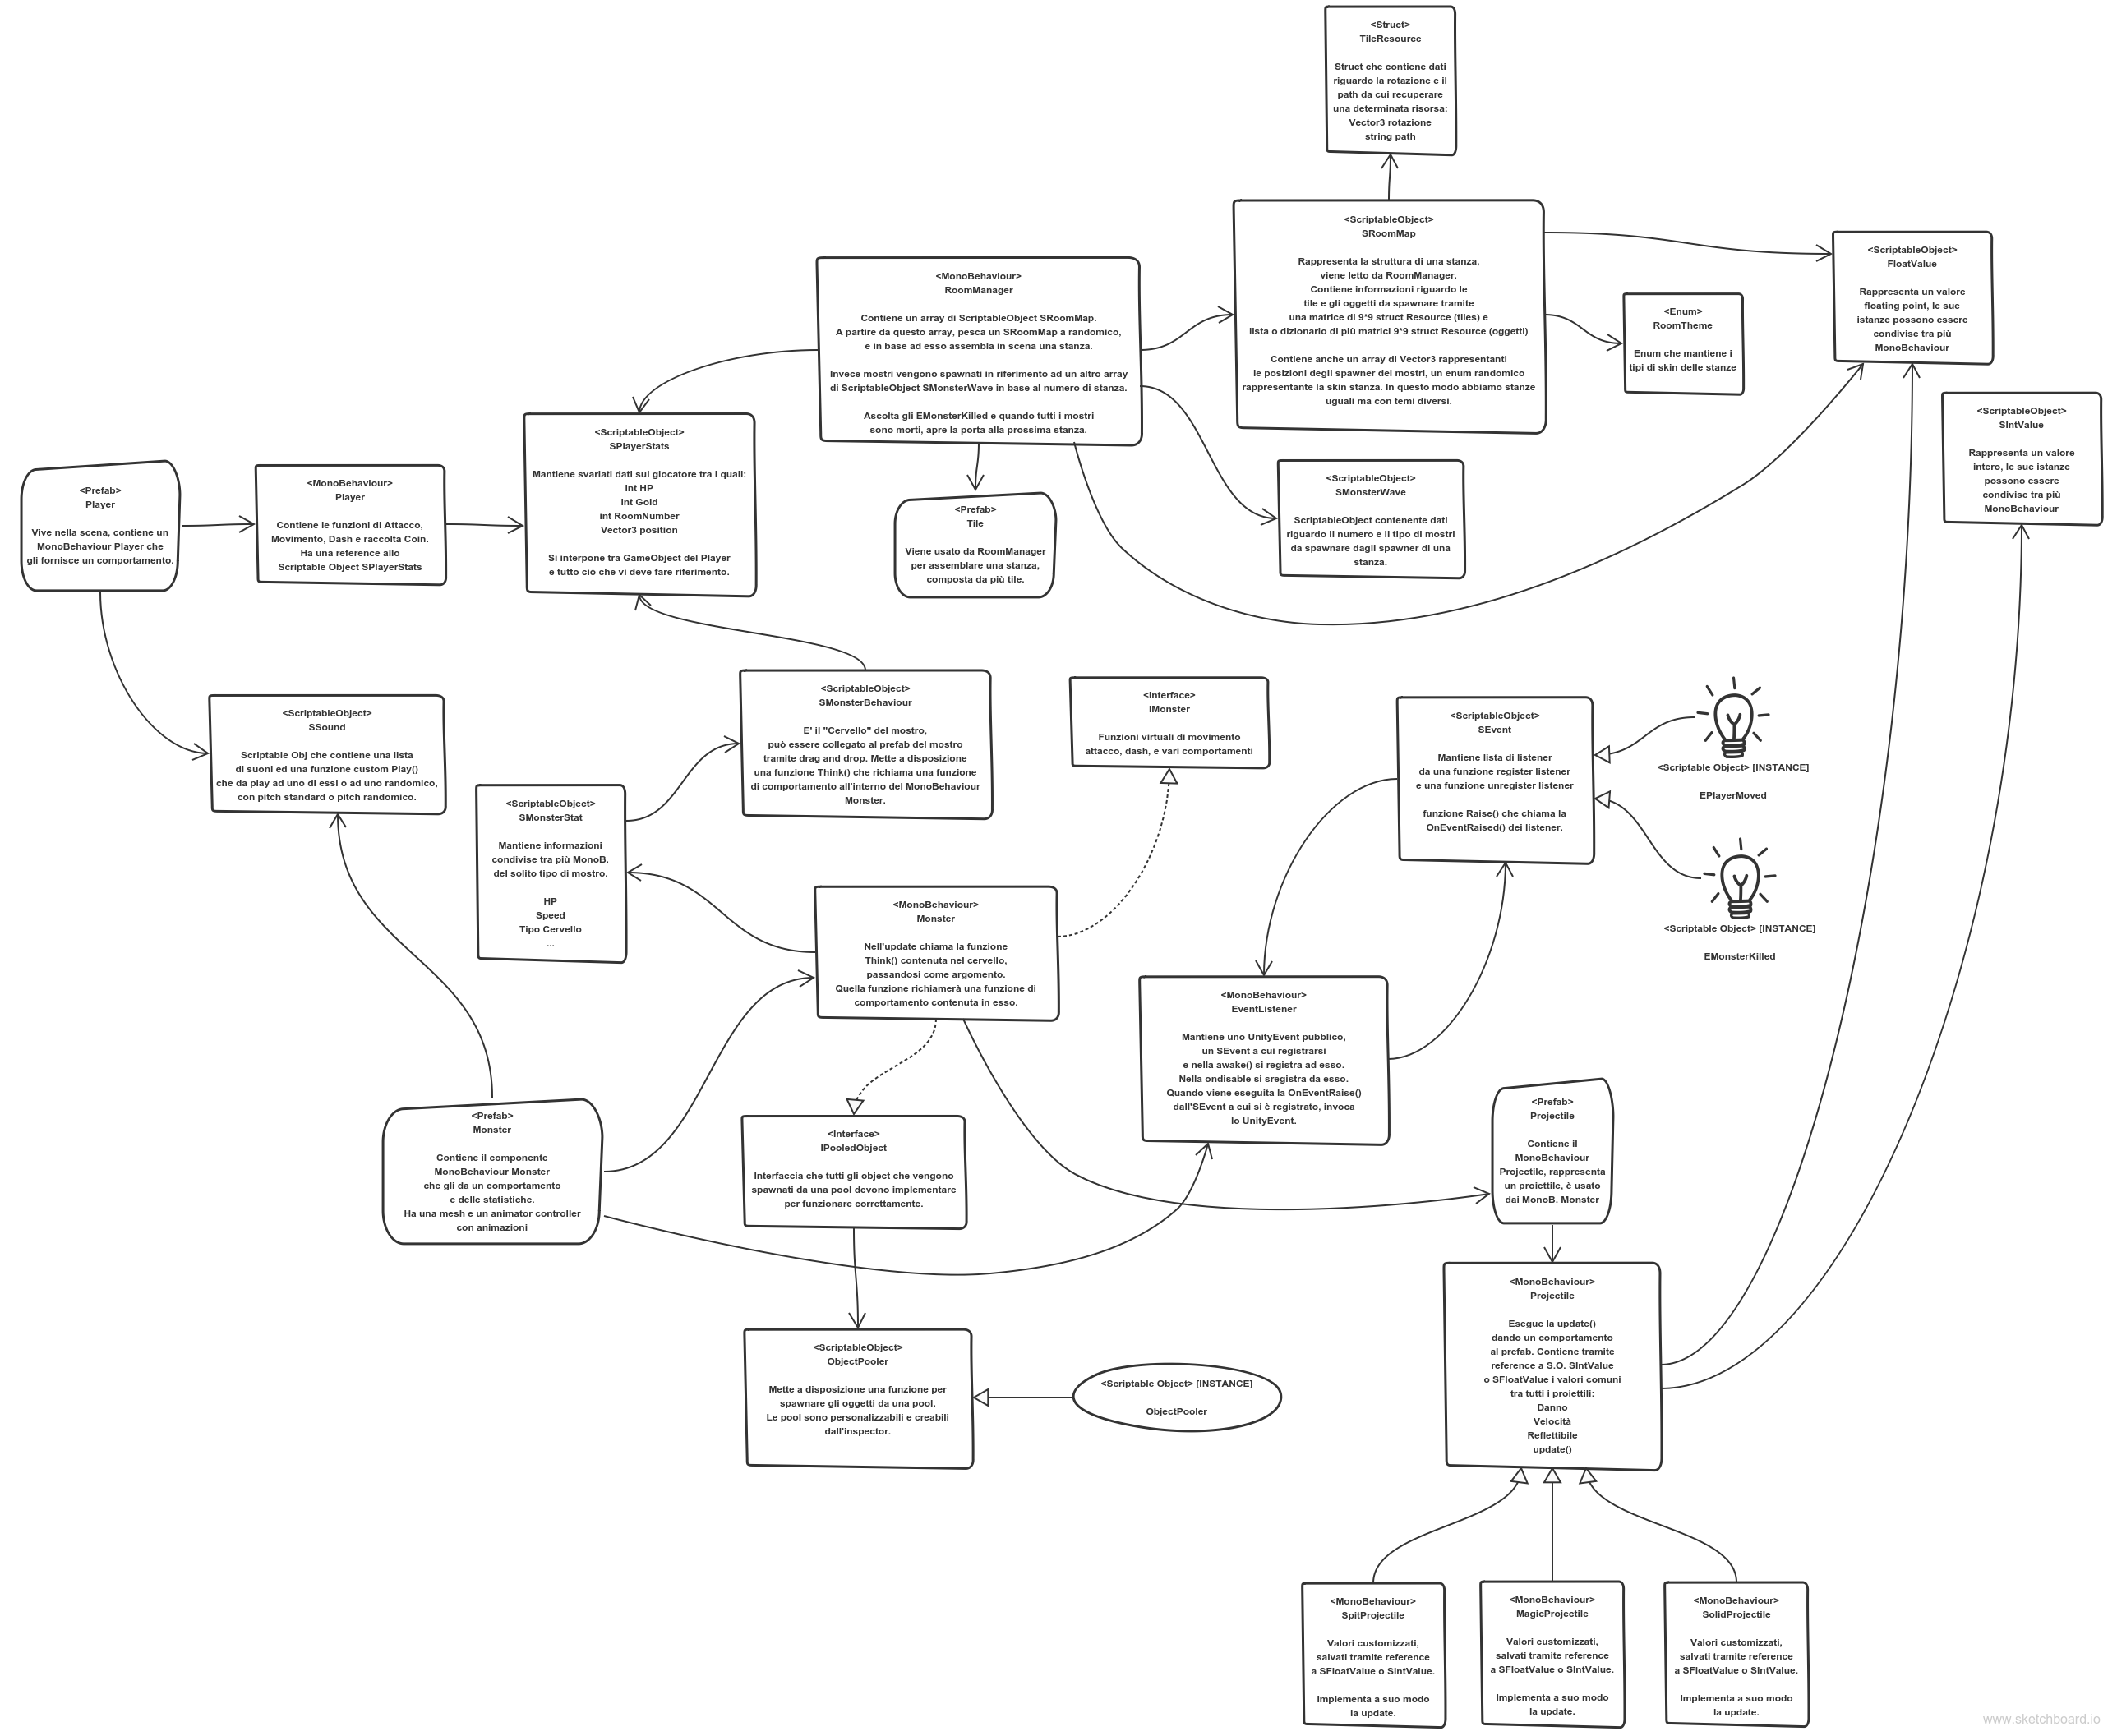 <Struct>
TileResource
Struct che contiene dati
riguardo la rotazione e il
path da cui recuperare
una determinata risorsa:
Vector3 rotazione
string path
<ScriptableObject>
SRoomMap
Rappresenta la struttura di una stanza,
viene letto da RoomManager.
Contiene informazioni riguardo le
tile e gli oggetti da spawnare tramite
una matrice di 9*9 struct Resource (tiles) e
lista o dizionario di più matrici 9*9 struct Resource (oggetti)
Contiene anche un array di Vector3 rappresentanti
le posizioni degli spawner dei mostri, un enum randomico
rappresentante la skin stanza. In questo modo abbiamo stanze
uguali ma con temi diversi.
<ScriptableObject>
FloatValue
Rappresenta un valore
floating point, le sue
istanze possono essere
condivise tra più
MonoBehaviour
<MonoBehaviour>
RoomManager
Contiene un array di ScriptableObject SRoomMap.
A partire da questo array, pesca un SRoomMap a randomico,
e in base ad esso assembla in scena una stanza.
Invece mostri vengono spawnati in riferimento ad un altro array
di ScriptableObject SMonsterWave in base al numero di stanza.
Ascolta gli EMonsterKilled e quando tutti i mostri
sono morti, apre la porta alla prossima stanza.
<Enum>
RoomTheme
Enum che mantiene i
tipi di skin delle stanze
<ScriptableObject>
SIntValue
Rappresenta un valore
intero, le sue istanze
possono essere
condivise tra più
MonoBehaviour
<ScriptableObject>
SPlayerStats
Mantiene svariati dati sul giocatore tra i quali:
int HP
int Gold
int RoomNumber
Vector3 position
Si interpone tra GameObject del Player
e tutto ciò che vi deve fare riferimento.
<ScriptableObject>
SMonsterWave
ScriptableObject contenente dati
riguardo il numero e il tipo di mostri
da spawnare dagli spawner di una
stanza.
<Prefab>
Player
Vive nella scena, contiene un
MonoBehaviour Player che
gli fornisce un comportamento.
<MonoBehaviour>
Player
Contiene le funzioni di Attacco,
Movimento, Dash e raccolta Coin.
Ha una reference allo
Scriptable Object SPlayerStats
<Prefab>
Tile
Viene usato da RoomManager
per assemblare una stanza,
composta da più tile.
<ScriptableObject>
SSound
Scriptable Obj che contiene una lista
di suoni ed una funzione custom Play()
che da play ad uno di essi o ad uno randomico,
con pitch standard o pitch randomico.
<ScriptableObject>
SMonsterBehaviour
E' il "Cervello" del mostro,
può essere collegato al prefab del mostro
tramite drag and drop. Mette a disposizione
una funzione Think() che richiama una funzione
di comportamento all'interno del MonoBehaviour
Monster.
<Interface>
IMonster
Funzioni virtuali di movimento
attacco, dash, e vari comportamenti
<ScriptableObject>
SEvent
Mantiene lista di listener
da una funzione register listener
e una funzione unregister listener
funzione Raise() che chiama la
OnEventRaised() dei listener.
<Scriptable Object> [INSTANCE]
EPlayerMoved
<ScriptableObject>
SMonsterStat
Mantiene informazioni
condivise tra più MonoB.
del solito tipo di mostro.
HP
Speed
Tipo Cervello
...
<Scriptable Object> [INSTANCE]
EMonsterKilled
<MonoBehaviour>
Monster
Nell'update chiama la funzione
Think() contenuta nel cervello,
passandosi come argomento.
Quella funzione richiamerà una funzione di
comportamento contenuta in esso.
<MonoBehaviour>
EventListener
Mantiene uno UnityEvent pubblico,
un SEvent a cui registrarsi
e nella awake() si registra ad esso.
Nella ondisable si sregistra da esso.
Quando viene eseguita la OnEventRaise()
dall'SEvent a cui si è registrato, invoca
lo UnityEvent.
<Prefab>
Monster
Contiene il componente
MonoBehaviour Monster
che gli da un comportamento
e delle statistiche.
Ha una mesh e un animator controller
con animazioni
<Interface>
IPooledObject
Interfaccia che tutti gli object che vengono
spawnati da una pool devono implementare
per funzionare correttamente.
<Prefab>
Projectile
Contiene il
MonoBehaviour
Projectile, rappresenta
un proiettile, è usato
dai MonoB. Monster
<MonoBehaviour>
Projectile
Esegue la update()
dando un comportamento
al prefab. Contiene tramite
reference a S.O. SIntValue
o SFloatValue i valori comuni
tra tutti i proiettili:
Danno
Velocità
Reflettibile
update()
<ScriptableObject>
ObjectPooler
Mette a disposizione una funzione per
spawnare gli oggetti da una pool.
Le pool sono personalizzabili e creabili
dall'inspector.
<Scriptable Object> [INSTANCE]
ObjectPooler
<MonoBehaviour>
SpitProjectile
Valori customizzati,
salvati tramite reference
a SFloatValue o SIntValue.
Implementa a suo modo
la update.
<MonoBehaviour>
MagicProjectile
Valori customizzati,
salvati tramite reference
a SFloatValue o SIntValue.
Implementa a suo modo
la update.
<MonoBehaviour>
SolidProjectile
Valori customizzati,
salvati tramite reference
a SFloatValue o SIntValue.
Implementa a suo modo
la update.
www.sketchboard.io